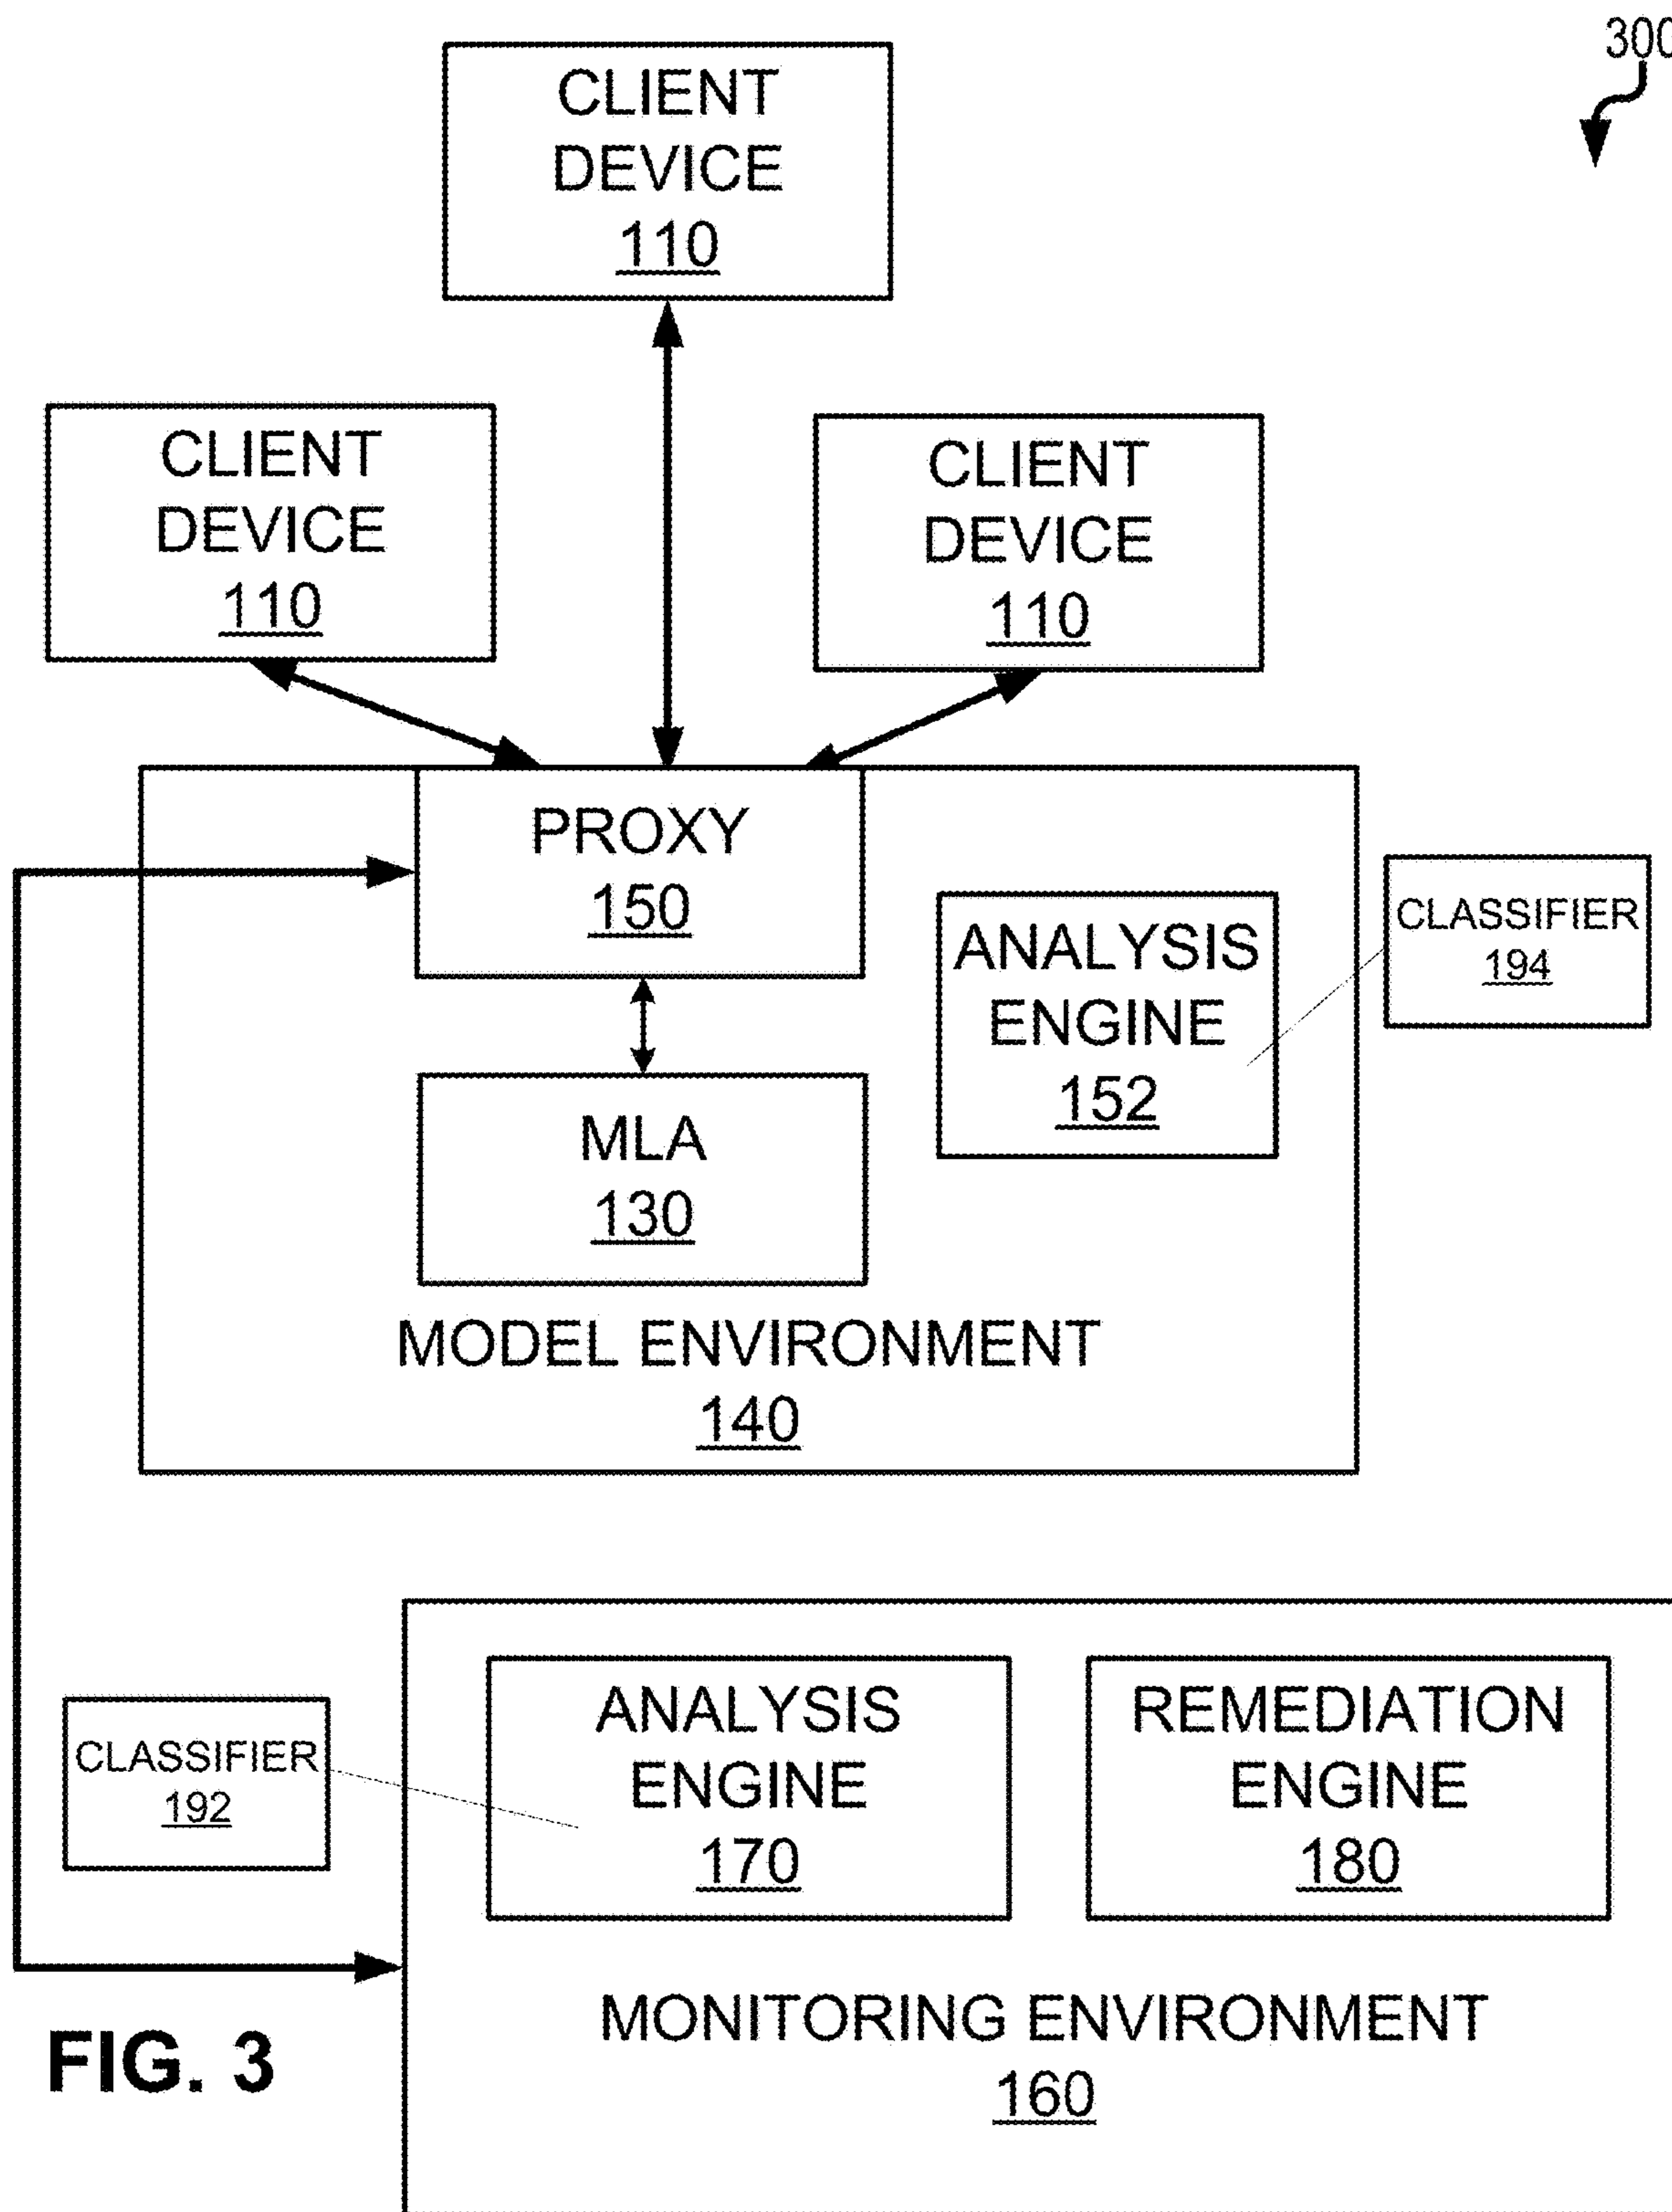 300
CLIENT
DEVICE
110
CLIENT
DEVICE
110
CLIENT
DEVICE
110
PROXY
150
ANALYSIS
ENGINE
152
CLASSIFIER
194
MLA
130
MODEL ENVIRONMENT
140
CLASSIFIER
192
ANALYSIS
ENGINE
170
REMEDIATION
ENGINE
180
MONITORING ENVIRONMENT
160
FIG. 3